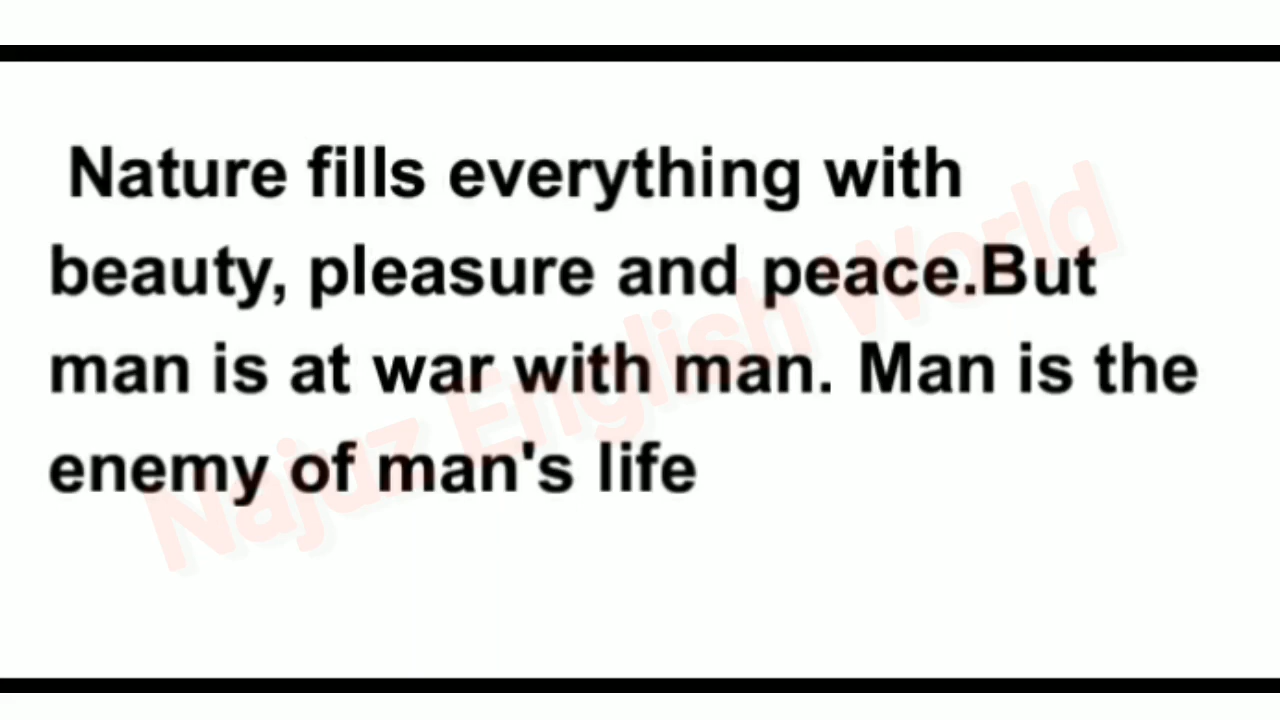 Nature fills everything with
beauty, pleasure and peace.But
man is at war with man. Man is the
enemy of man's life
Najuz English World